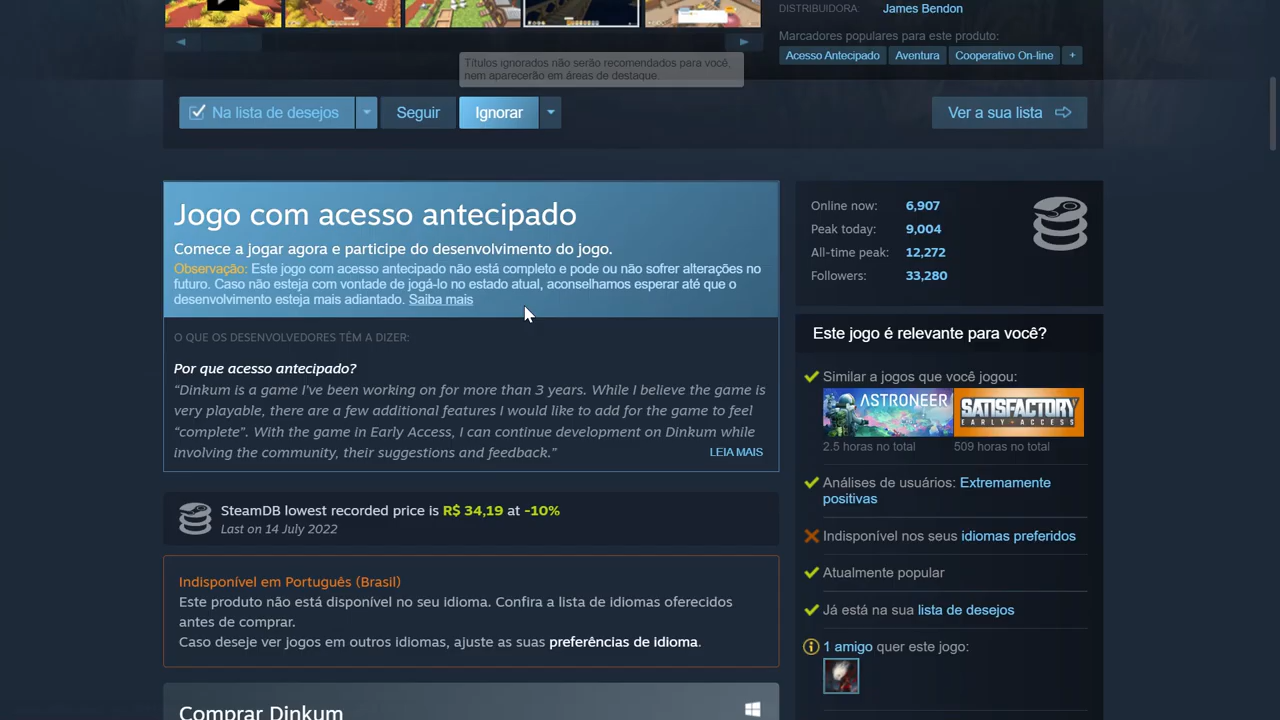 DISTRIBUIDORA:
James Bendon
Marcadores populares para este produto:
Acesso Antecipado
Aventura
Cooperativo On-line
+
Títulos ignorados não serão recomendados para você,
nem aparecerão em áreas de destaque.
Na lista de desejos
Seguir
Ignorar
Ver a sua lista
Jogo com acesso antecipado
Comece a jogar agora e participe do desenvolvimento do jogo.
Observação: Este jogo com acesso antecipado não está completo e pode ou não sofrer alterações no
futuro. Caso não esteja com vontade de jogá-lo no estado atual, aconselhamos esperar até que o
desenvolvimento esteja mais adiantado. Saiba mais
O QUE OS DESENVOLVEDORES TÊM A DIZER:
Por que acesso antecipado?
“Dinkum is a game I've been working on for more than 3 years. While I believe the game is
very playable, there are a few additional features I would like to add for the game to feel
“complete”. With the game in Early Access, I can continue development on Dinkum while
involving the community, their suggestions and feedback.”
LEIA MAIS
SteamDB lowest recorded price is R$ 34,19 at -10%
Last on 14 July 2022
Indisponível em Português (Brasil)
Este produto não está disponível no seu idioma. Confira a lista de idiomas oferecidos
antes de comprar.
Caso deseje ver jogos em outros idiomas, ajuste as suas preferências de idioma.
Comprar Dinkum
Online now: 6,907
Peak today: 9,004
All-time peak: 12,272
Followers: 33,280
Este jogo é relevante para você?
Similar a jogos que você jogou:
ASTRONEER
SATISFACTORY
EARLY ACCESS
2.5 horas no total
509 horas no total
Análises de usuários: Extremamente
positivas
Indisponível nos seus idiomas preferidos
Atualmente popular
Já está na sua lista de desejos
1 amigo quer este jogo: